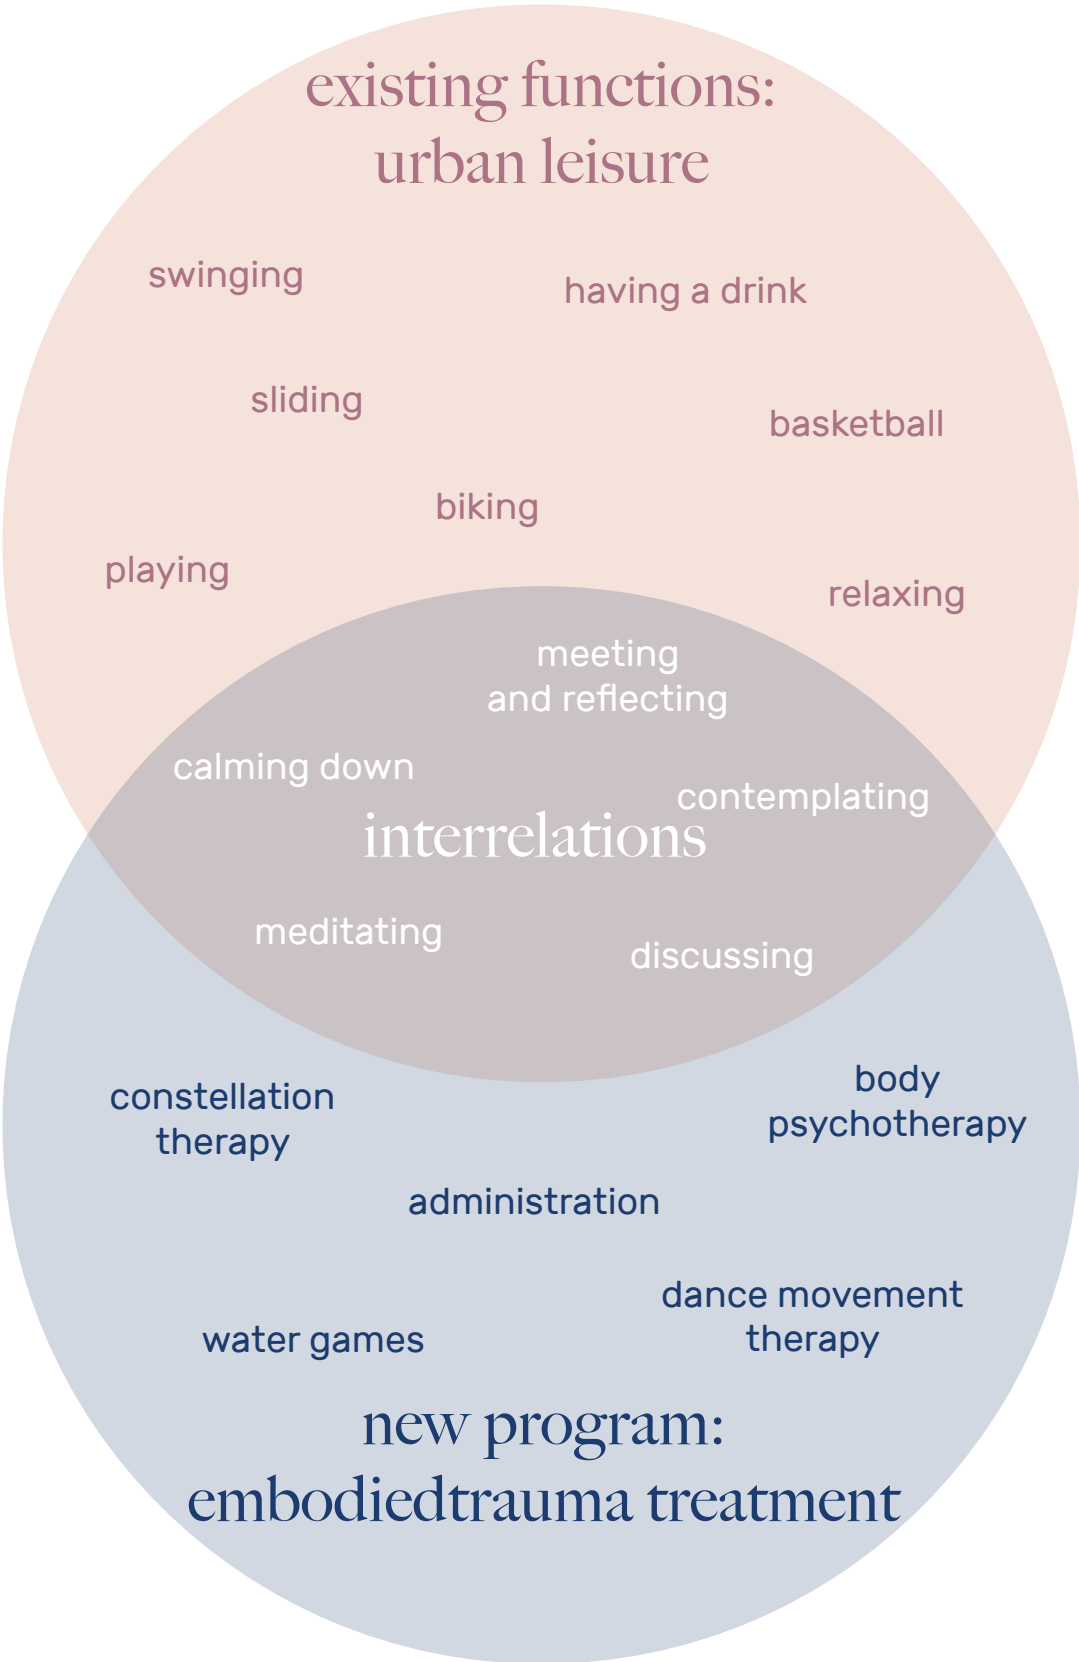 existing functions:
urban leisure
swinging
having a drink
sliding
basketball
biking
playing
relaxing
meeting
and reflecting
calming down
contemplating
interrelations
meditating
discussing
constellation
therapy
body
psychotherapy
administration
dance movement
therapy
water games
new program:
embodiedtrauma treatment